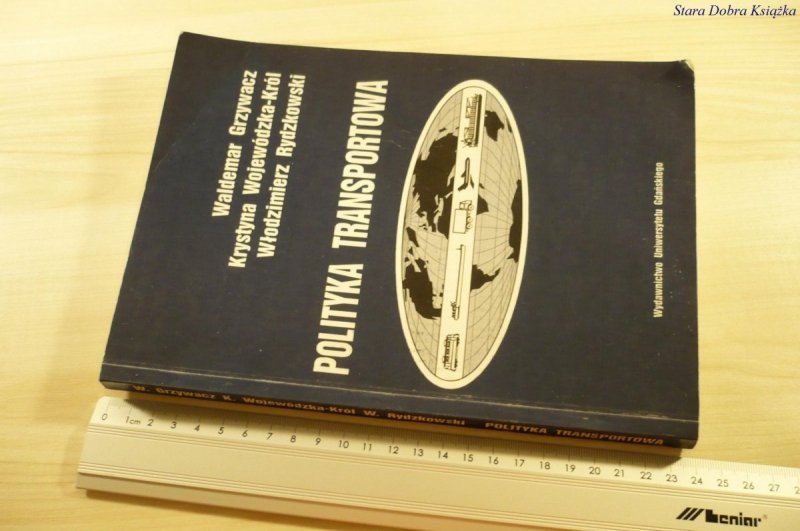 Stara Dobra Książka
Waldemar Grzywacz
Krystyna Wojewódzka-Król
Włodzimierz Rydzkowski
POLITYKA TRANSPORTOWA
Wydawnictwo Uniwersytetu Gdańskiego
W. Grzywacz K. Wojewódzka-Król W. Rydzkowski POLITYKA TRANSPORTOWA
0 1cm 2 3 4 5 6 7 8 9 10 11 12 13 14 15 16 17 18 19 20 21 22 23 24 25 26 27
leniar®